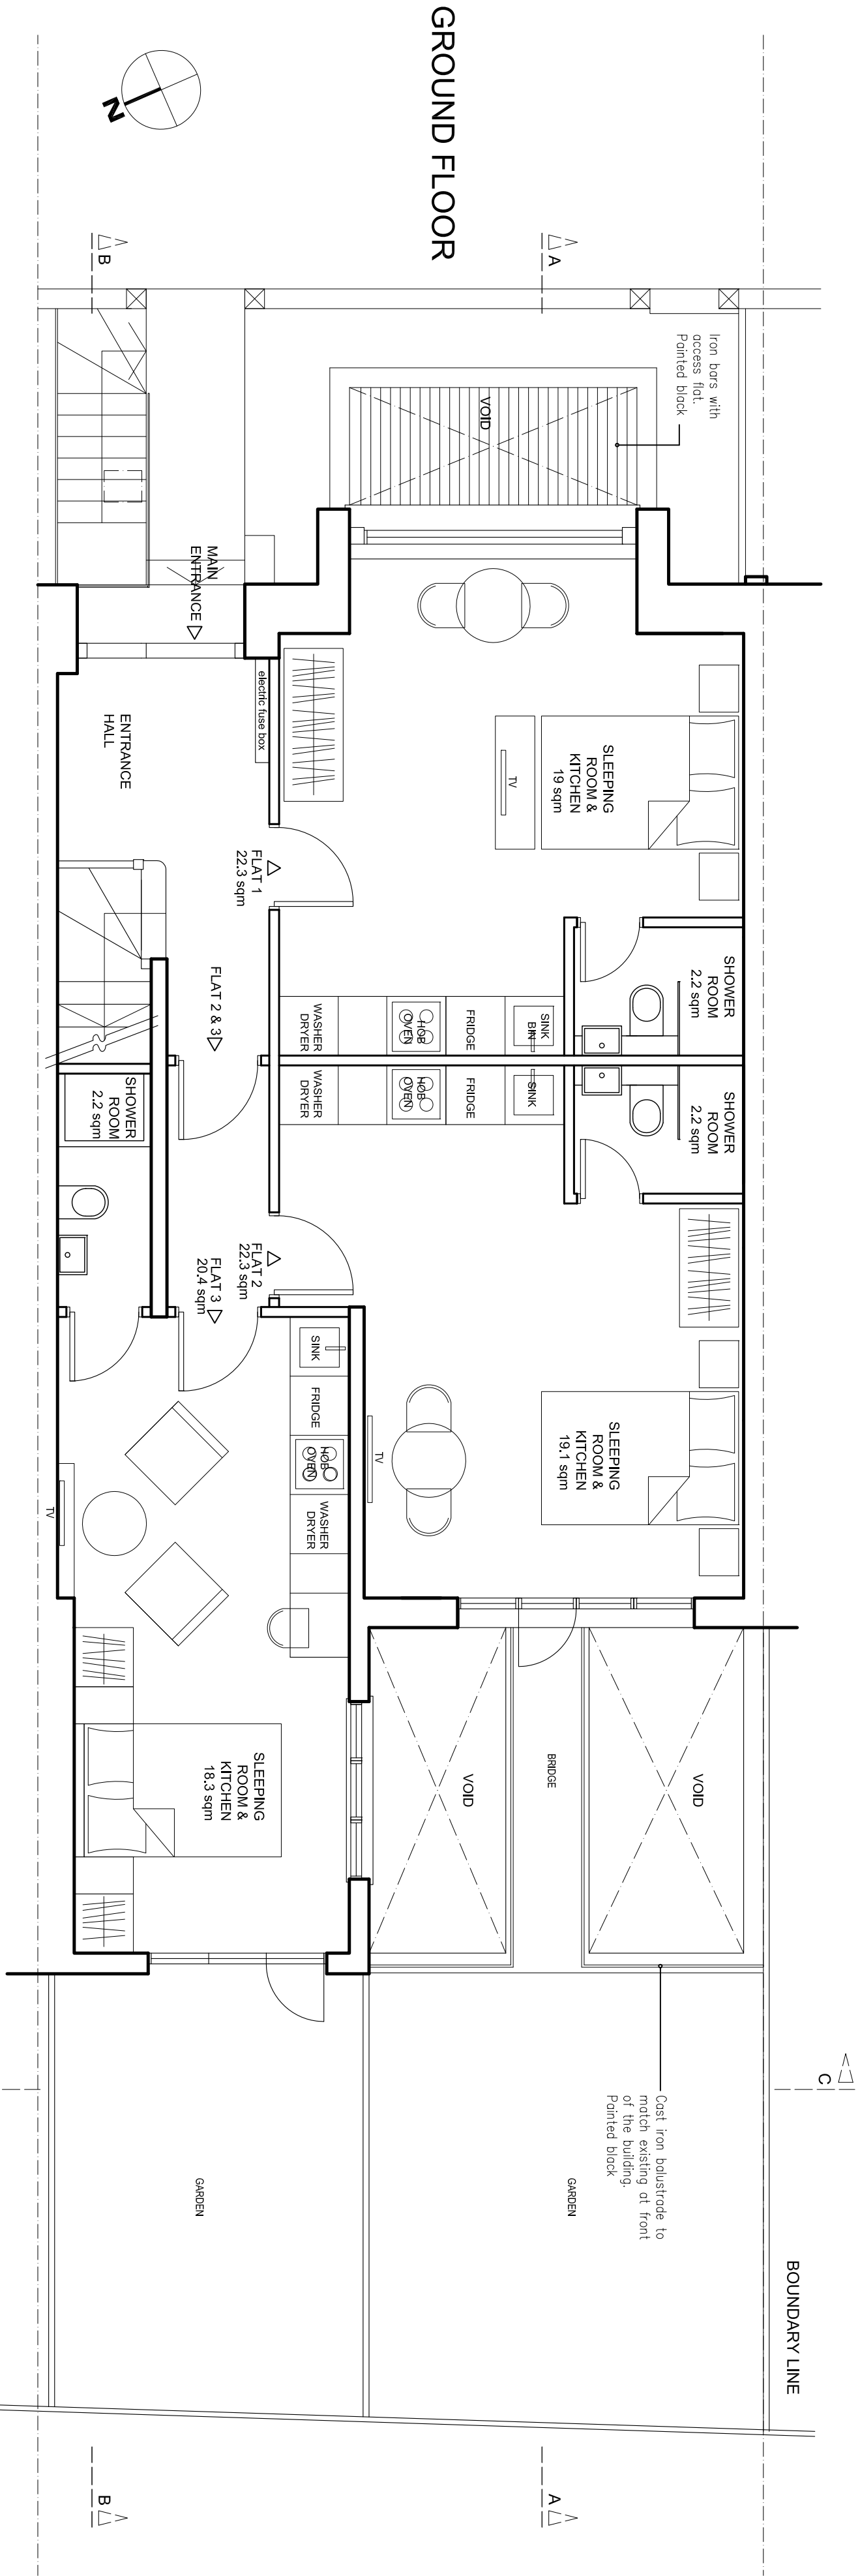 GROUND FLOOR
N
B
A
Iron bars with
access flat.
Painted black
VOID
MAIN
ENTRANCE
electric fuse box
ENTRANCE
HALL
TV
SLEEPING
ROOM &
KITCHEN
19 sqm
FLAT 1
22.3 sqm
FLAT 2 & 3
SHOWER
ROOM
2.2 sqm
WASHER
DRYER
HOB
OVEN
FRIDGE
SINK
BIN
WASHER
DRYER
HOB
OVEN
FRIDGE
SINK
SHOWER
ROOM
2.2 sqm
SHOWER
ROOM
2.2 sqm
FLAT 2
22.3 sqm
FLAT 3
20.4 sqm
SINK
FRIDGE
HOB
OVEN
WASHER
DRYER
TV
SLEEPING
ROOM &
KITCHEN
19.1 sqm
TV
SLEEPING
ROOM &
KITCHEN
18.3 sqm
VOID
BRIDGE
VOID
C
Cast iron balustrade to
match existing at front
of the building.
Painted black
GARDEN
GARDEN
BOUNDARY LINE
B
A